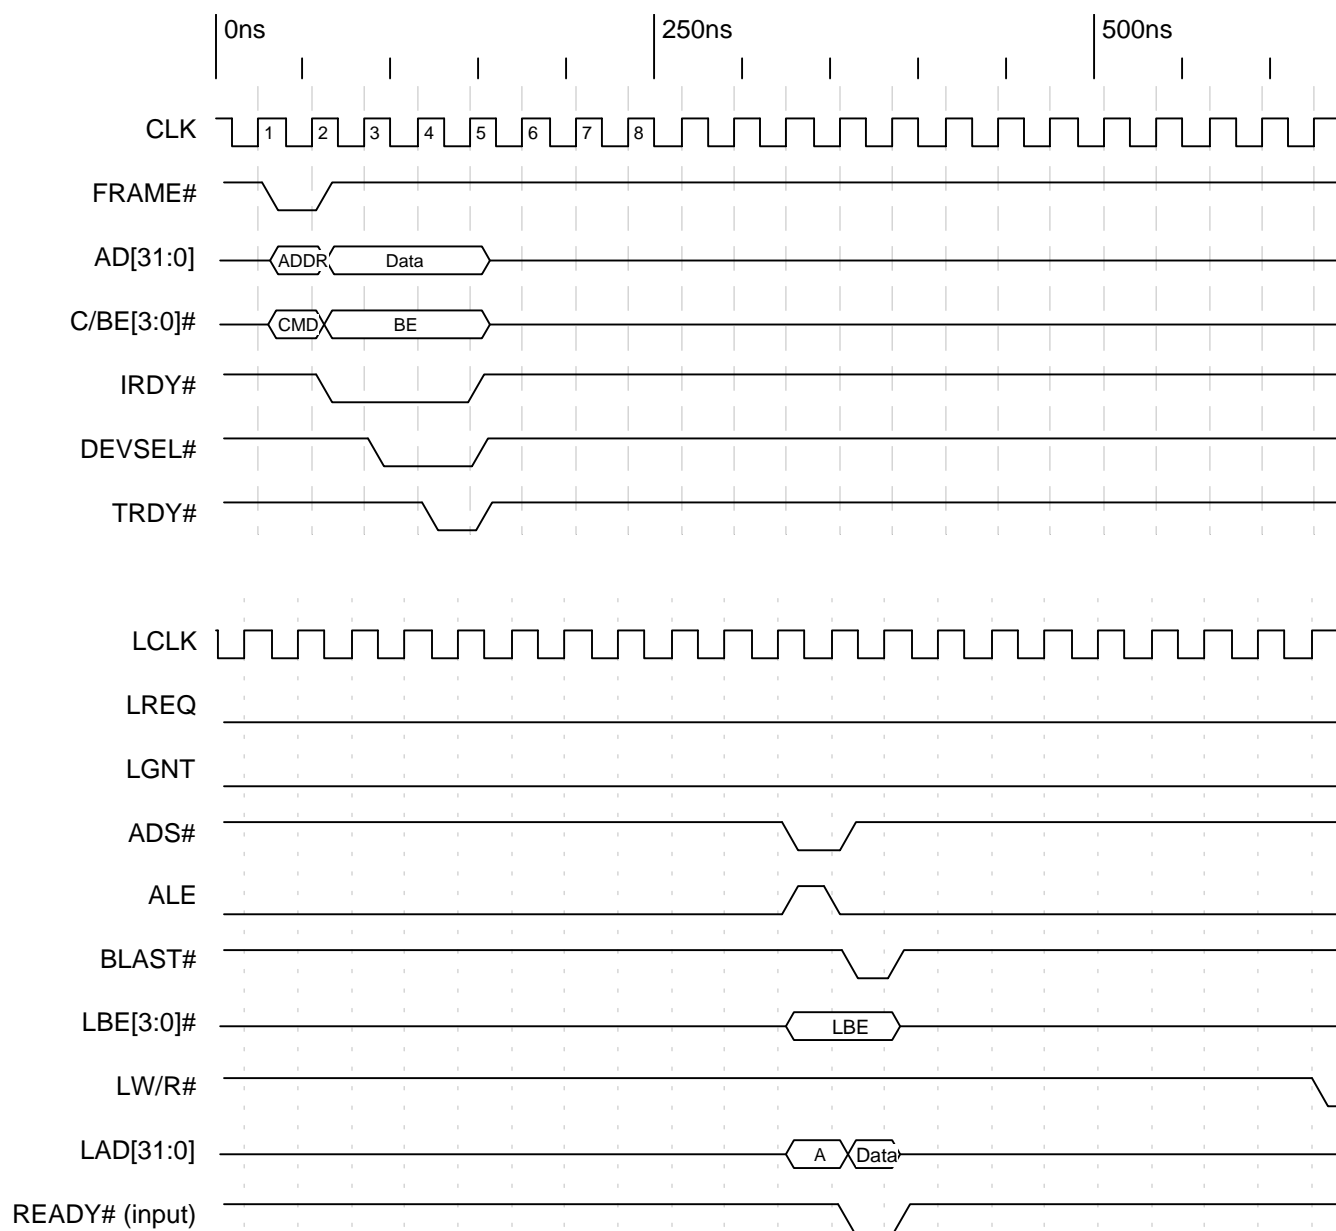 0ns 250ns 500ns
CLK 1 2 3 4 5 6 7 8
FRAME#
AD[31:0] ADDR Data
C/BE[3:0]# CMD BE
IRDY#
DEVSEL#
TRDY#
LCLK
LREQ
LGNT
ADS#
ALE
BLAST#
LBE[3:0]# LBE
LW/R#
LAD[31:0] A Data
READY# (input)